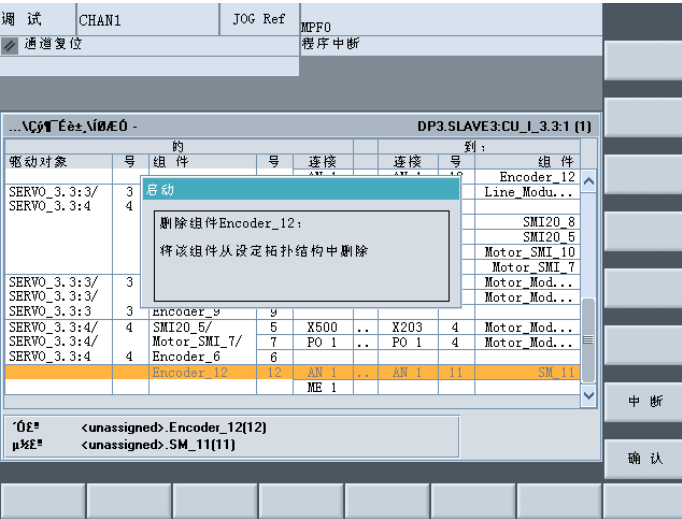 调 试 CHAN1 JOG Ref MPF0
通道复位 程序中断
...\Çý¶¯Éè±¸\ÍØÆÓ - DP3.SLAVE3:CU_I_3.3:1 (1)
的 到:
驱动对象 号 组 件 号 连接 连接 号 组 件
Encoder_12
SERVO_3.3:3/ 3 Line_Modu...
SERVO_3.3:4 4
SMI20_8
SMI20_5
Motor_SMI_10
Motor_SMI_7
SERVO_3.3:3/ 3 Motor_Mod...
SERVO_3.3:3/ Motor_Mod...
SERVO_3.3:3 3 Encoder_9 9
SERVO_3.3:4/ 4 SMI20_5/ 5 X500 .. X203 4 Motor_Mod...
SERVO_3.3:4/ Motor_SMI_7/ 7 PO 1 .. PO 1 4 Motor_Mod...
SERVO_3.3:4 4 Encoder_6 6
Encoder_12 12 AN 1 .. AN 1 11 SM_11
ME 1
启动
删除组件Encoder_12:
将该组件从设定拓扑结构中删除
´Ó£º <unassigned>.Encoder_12(12)
µ½£º <unassigned>.SM_11(11)
中 断
确 认